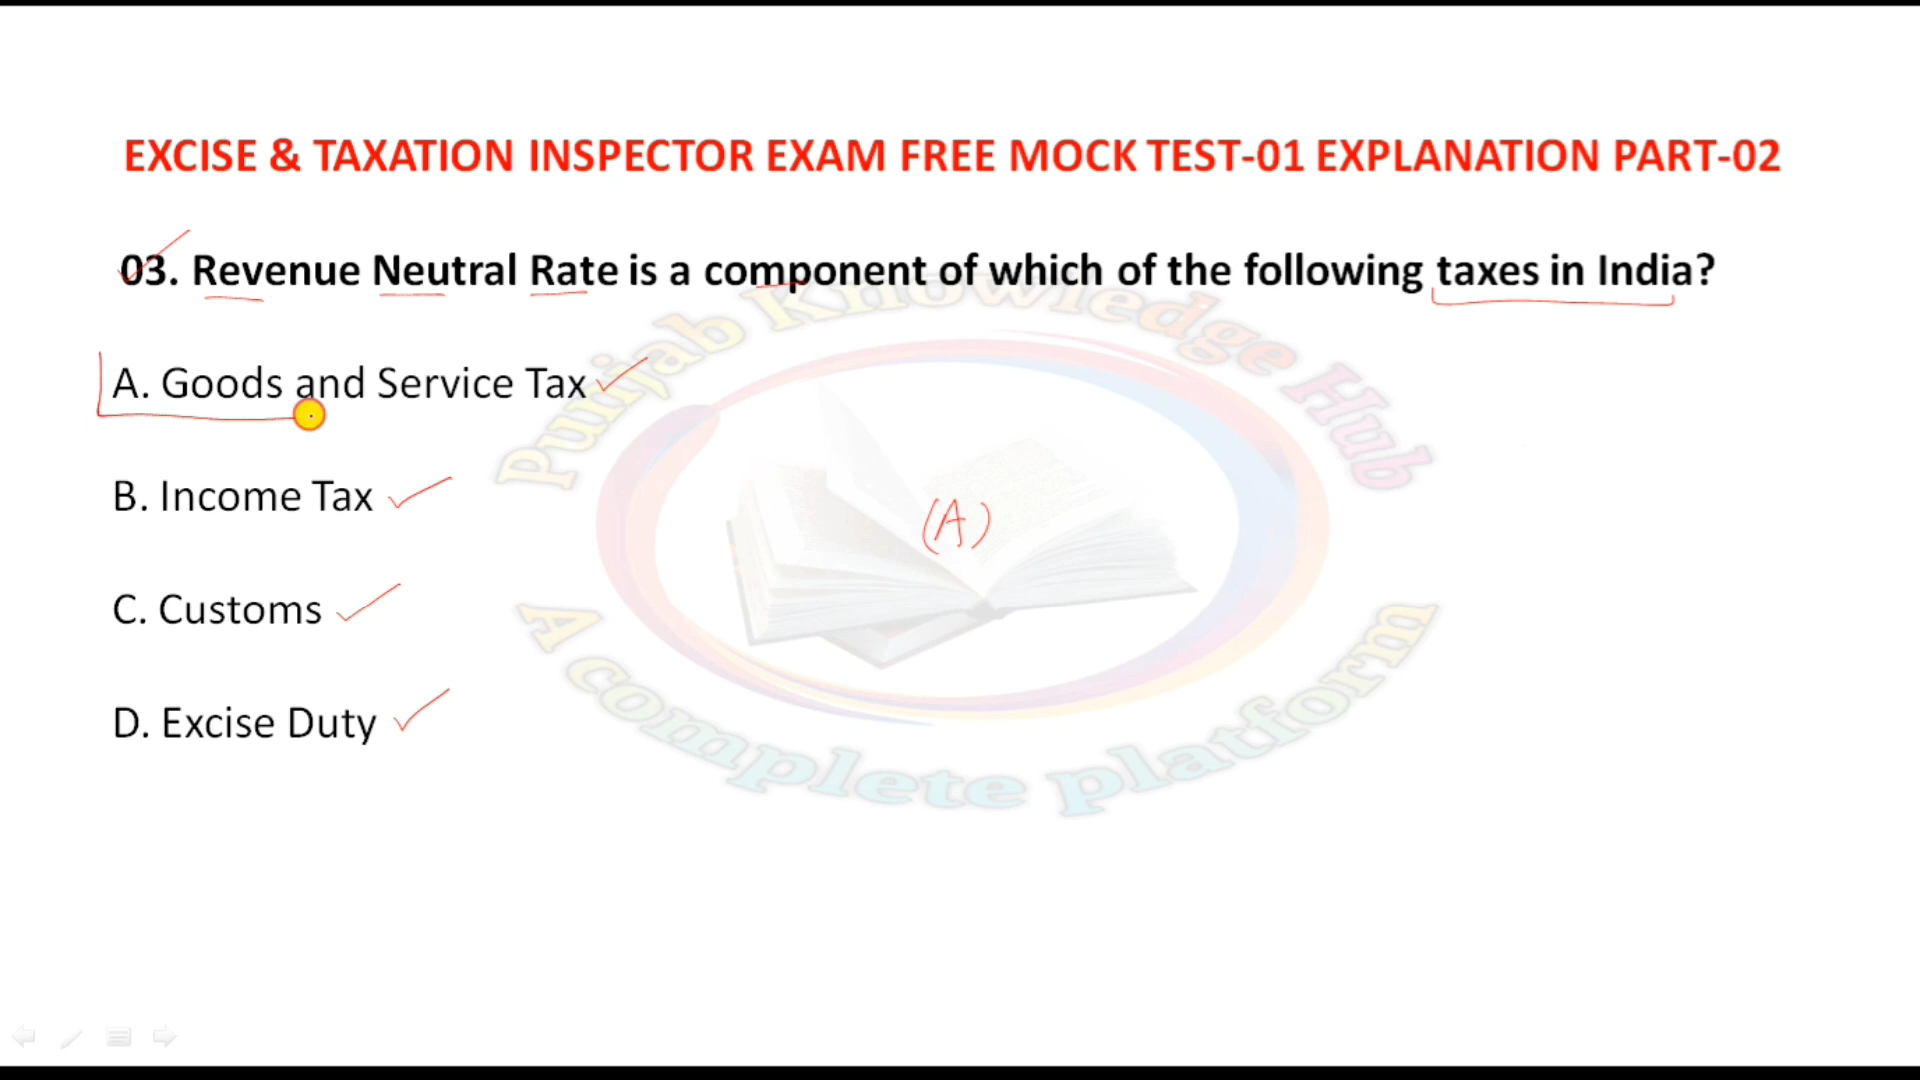 EXCISE & TAXATION INSPECTOR EXAM FREE MOCK TEST-01 EXPLANATION PART-02
03. Revenue Neutral Rate is a component of which of the following taxes in India?
Punjab Knowledge Hub
A. Goods and Service Tax
B. Income Tax
(A)
C. Customs
D. Excise Duty
A complete platform